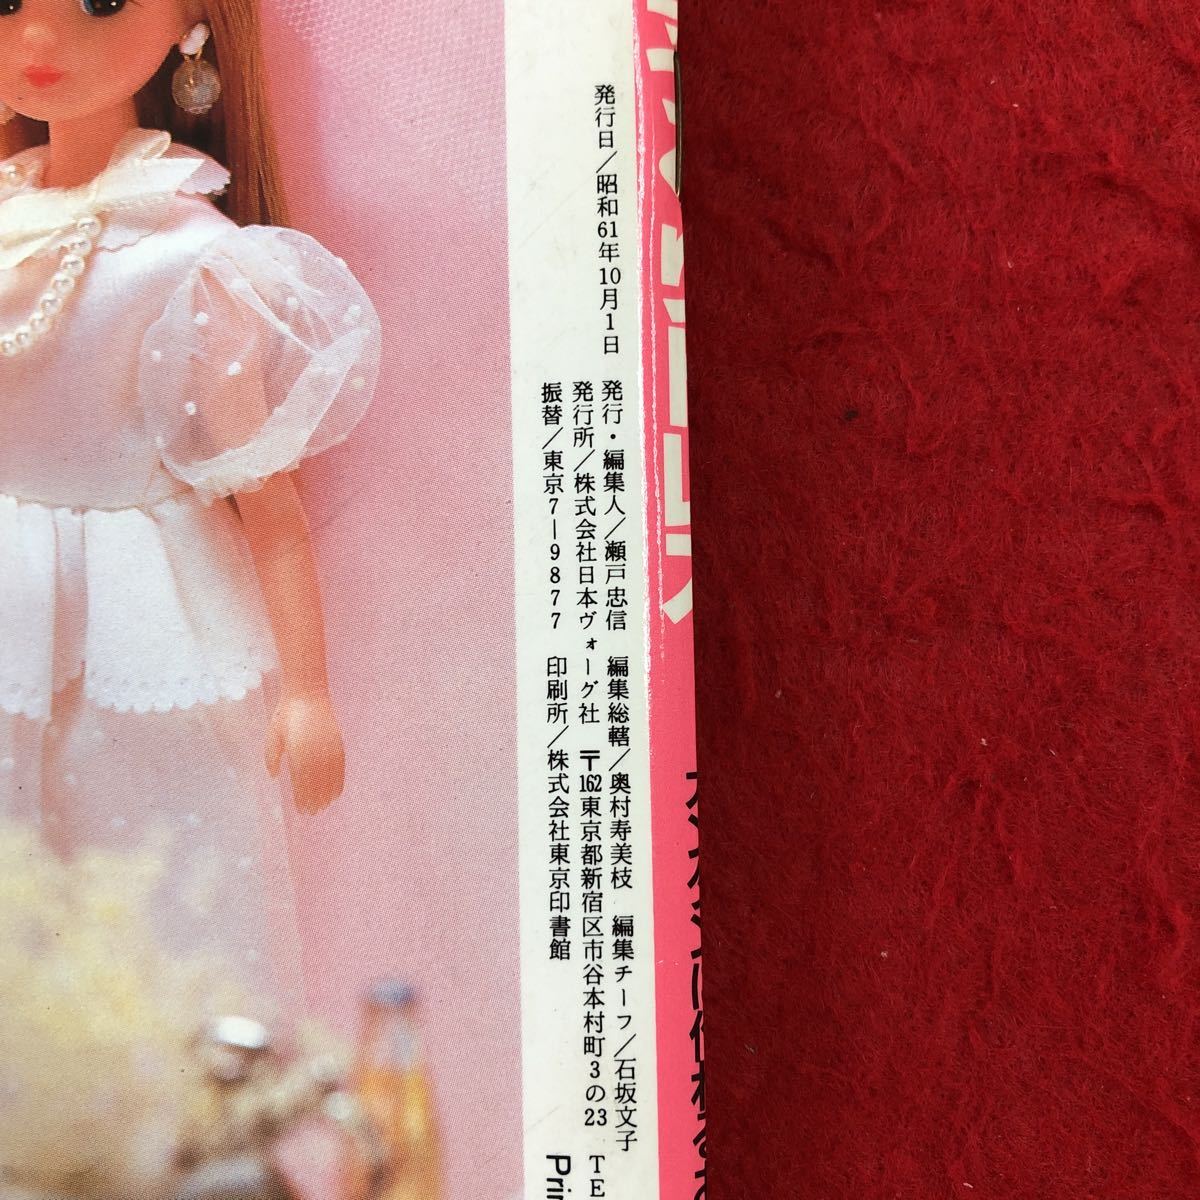 発行日/昭和61年10月1日
発行・編集人/瀬戸忠信　編集総轄/奥村寿美枝　編集チーフ/石坂文子
発行所/株式会社日本ヴォーグ社　〒162東京都新宿区市谷本村町3の23　TE
振替/東京7―9877　印刷所/株式会社東京印書館
Prin